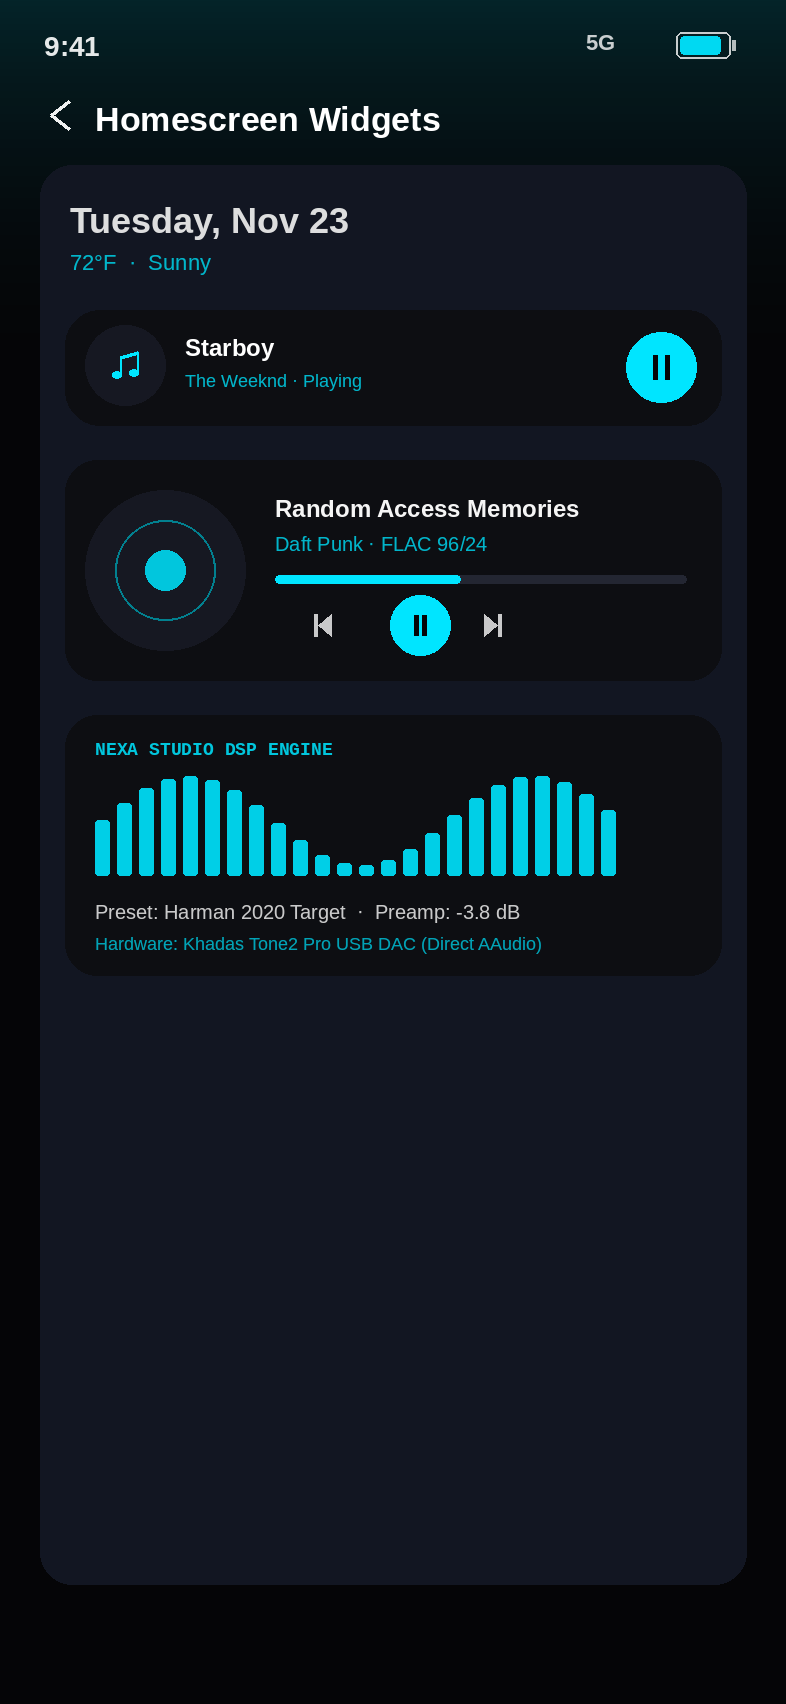 9:41
5G
Homescreen Widgets
Tuesday, Nov 23
72°F · Sunny
Starboy
The Weeknd · Playing
Random Access Memories
Daft Punk · FLAC 96/24
NEXA STUDIO DSP ENGINE
Preset: Harman 2020 Target · Preamp: -3.8 dB
Hardware: Khadas Tone2 Pro USB DAC (Direct AAudio)